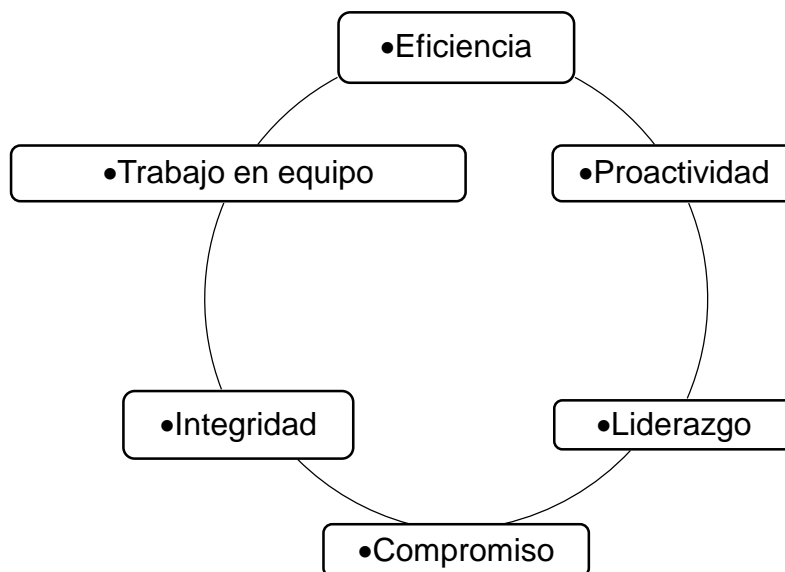 •Eficiencia
•Trabajo en equipo
•Proactividad
•Integridad
•Liderazgo
•Compromiso